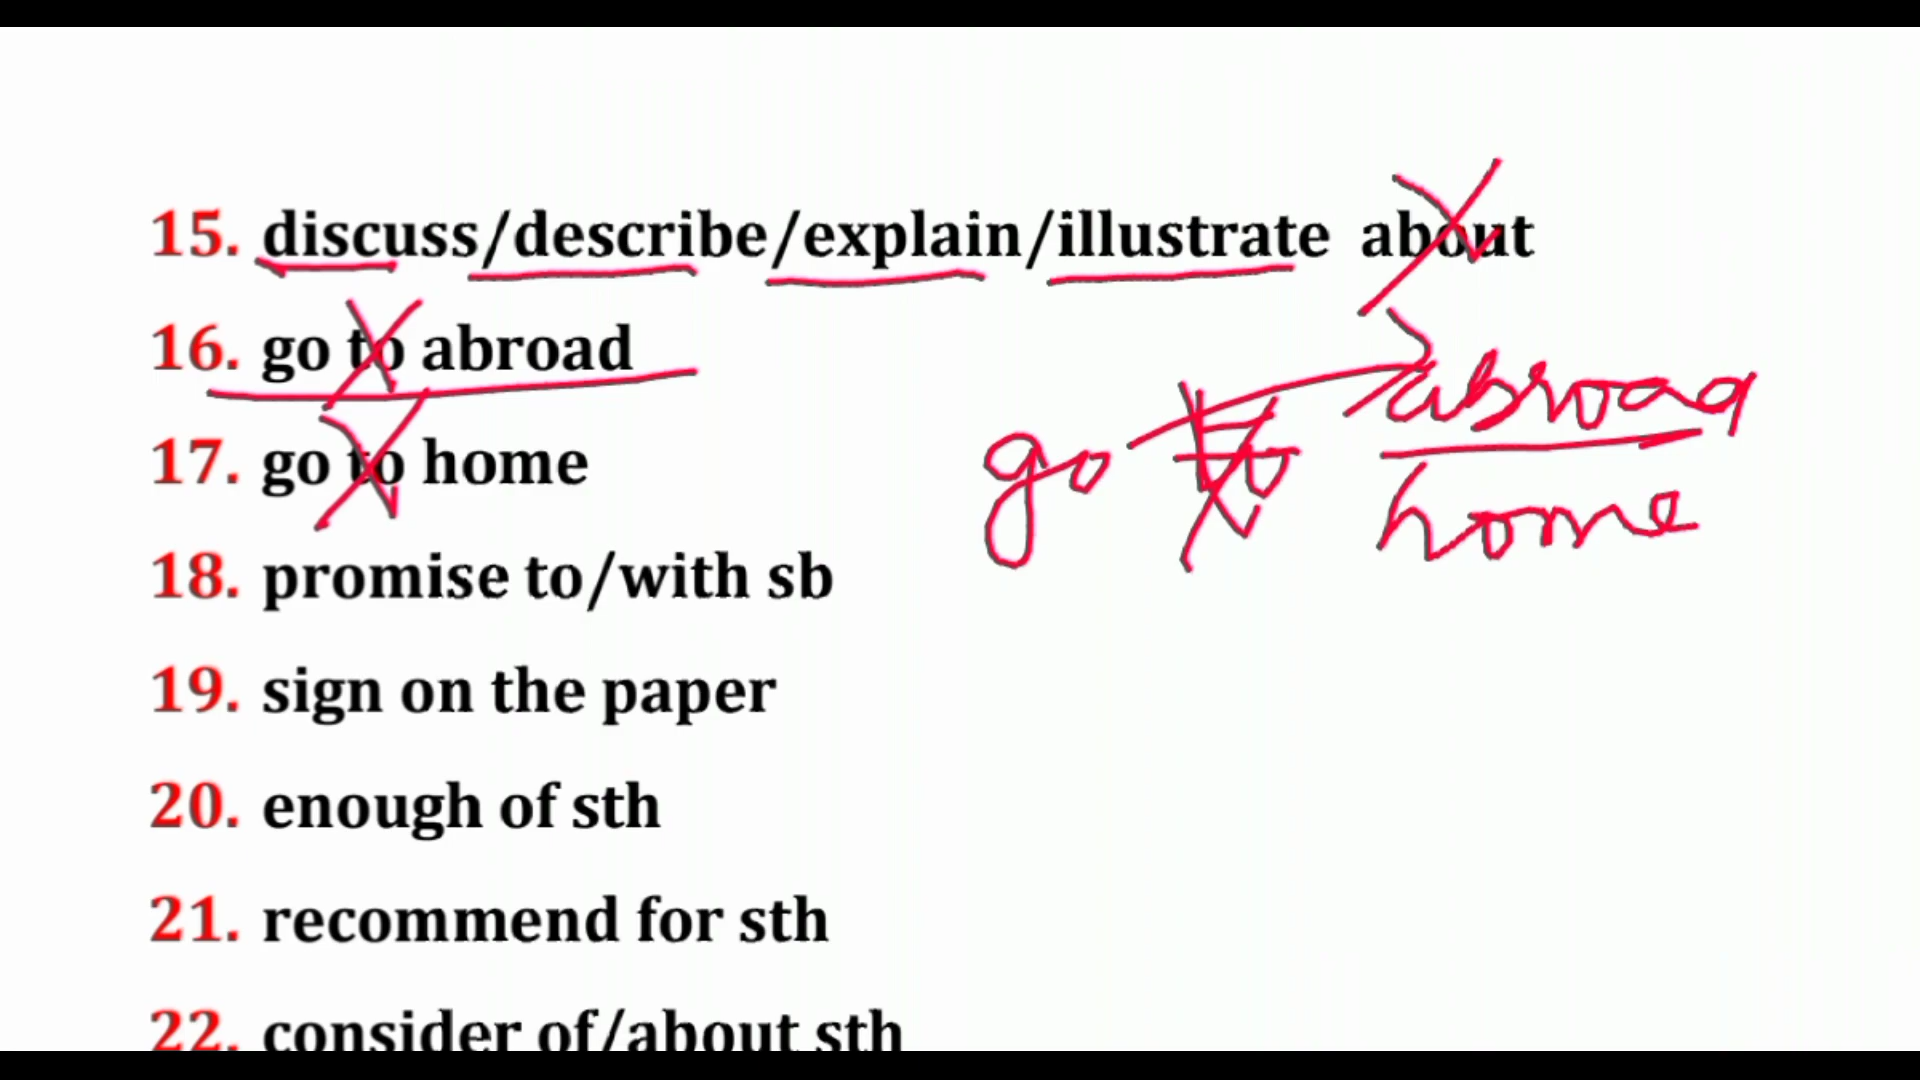 15. discuss/describe/explain/illustrate about
16. go to abroad
17. go to home
go to abroad
home
18. promise to/with sb
19. sign on the paper
20. enough of sth
21. recommend for sth
22. consider of/about sth